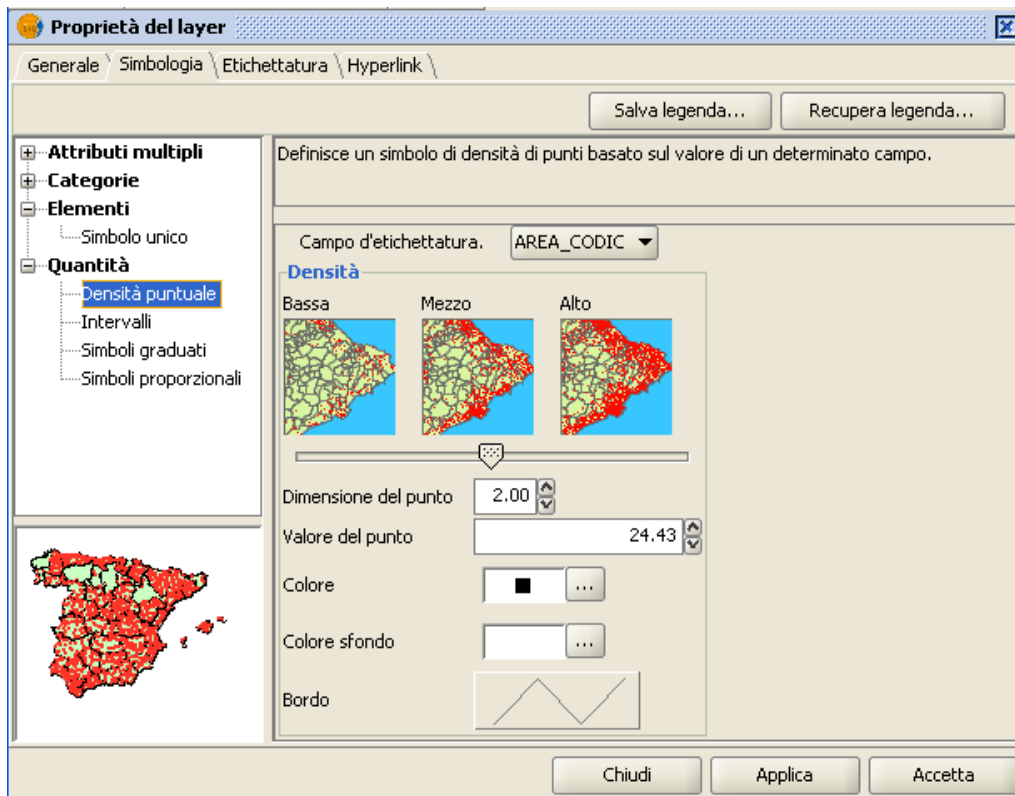 Proprietà del layer
Generale Simbologia Etichettatura Hyperlink
Salva legenda... Recupera legenda...
Attributi multipli
Categorie
Elementi
Simbolo unico
Quantità
Densità puntuale
Intervalli
Simboli graduati
Simboli proporzionali
Definisce un simbolo di densità di punti basato sul valore di un determinato campo.
Campo d'etichettatura. AREA_CODIC
Densità
Bassa Mezzo Alto
Dimensione del punto 2.00
Valore del punto 24.43
Colore ...
Colore sfondo ...
Bordo
Chiudi Applica Accetta